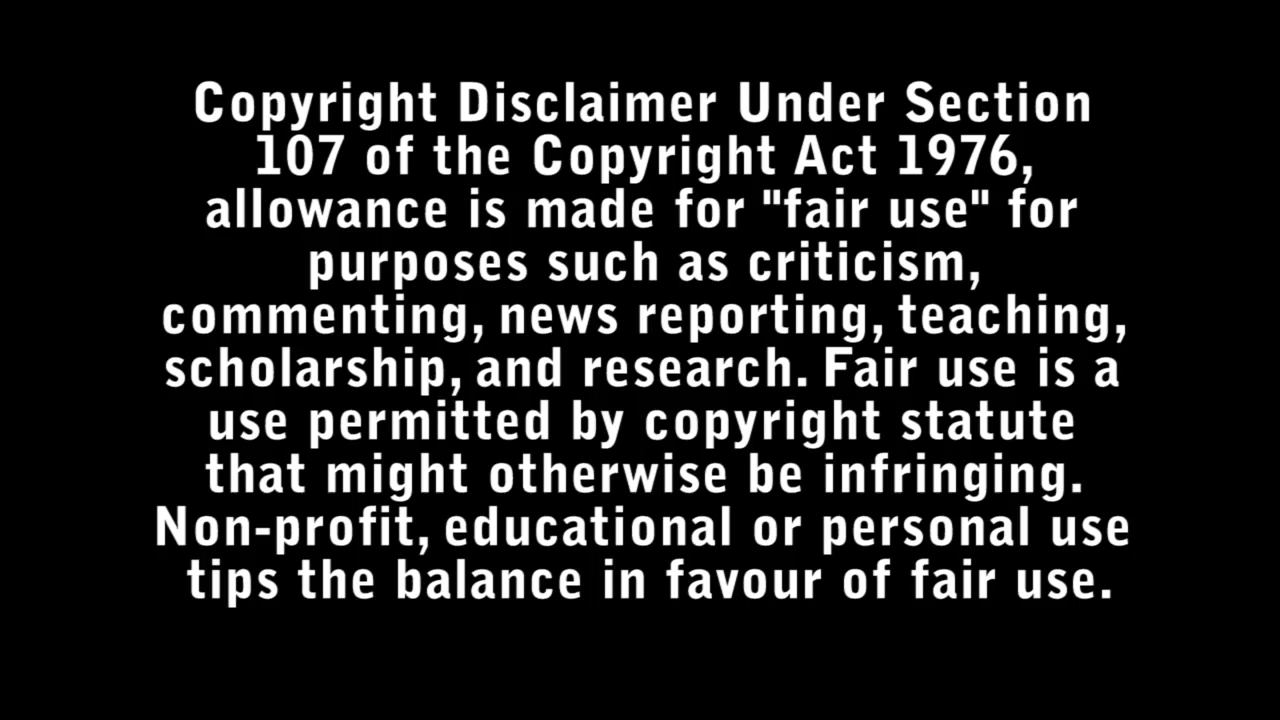 Copyright Disclaimer Under Section
107 of the Copyright Act 1976,
allowance is made for "fair use" for
purposes such as criticism,
commenting, news reporting, teaching,
scholarship, and research. Fair use is a
use permitted by copyright statute
that might otherwise be infringing.
Non-profit, educational or personal use
tips the balance in favour of fair use.